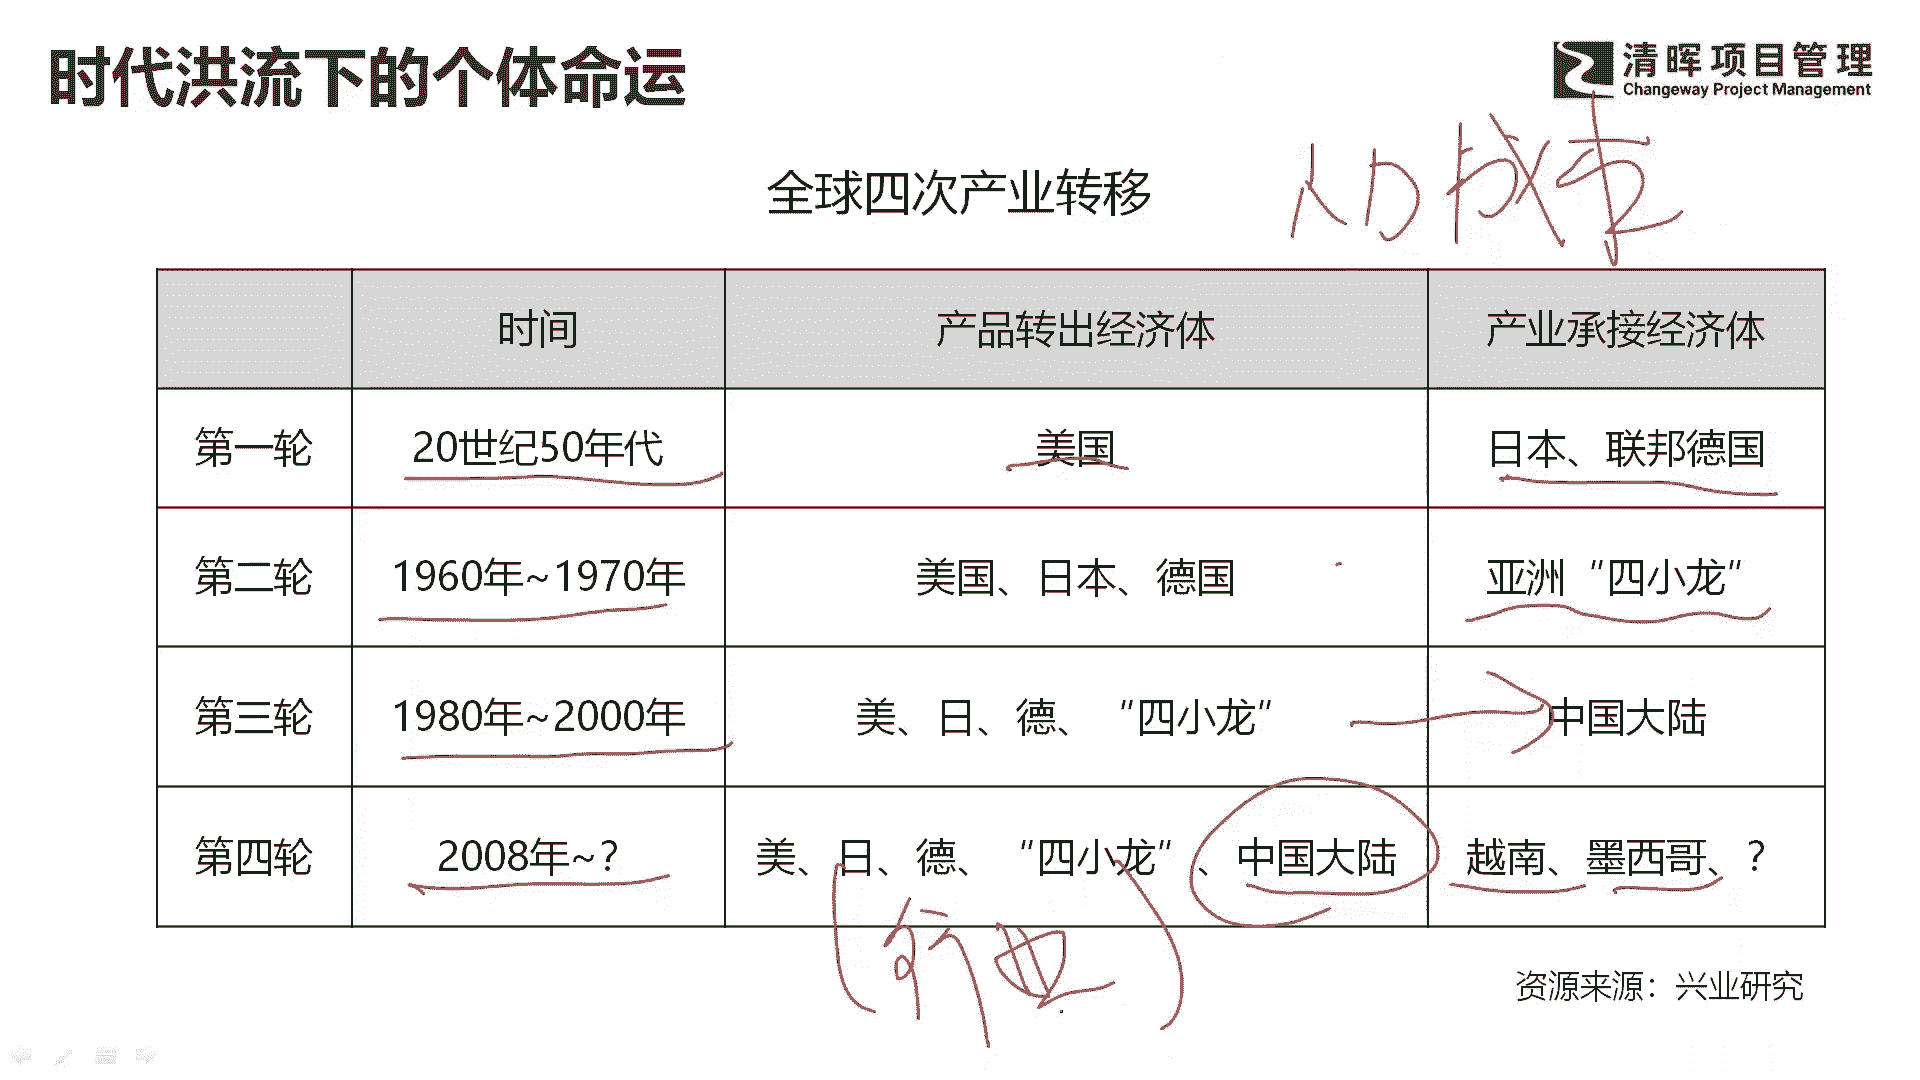 时代洪流下的个体命运
清晖项目管理
Changeway Project Management
全球四次产业转移
时间 产品转出经济体 产业承接经济体
第一轮 20世纪50年代 美国 日本、联邦德国
第二轮 1960年~1970年 美国、日本、德国 亚洲“四小龙”
第三轮 1980年~2000年 美、日、德、“四小龙” 中国大陆
第四轮 2008年~？ 美、日、德、“四小龙”、中国大陆 越南、墨西哥、？
(行业)
资源来源：兴业研究